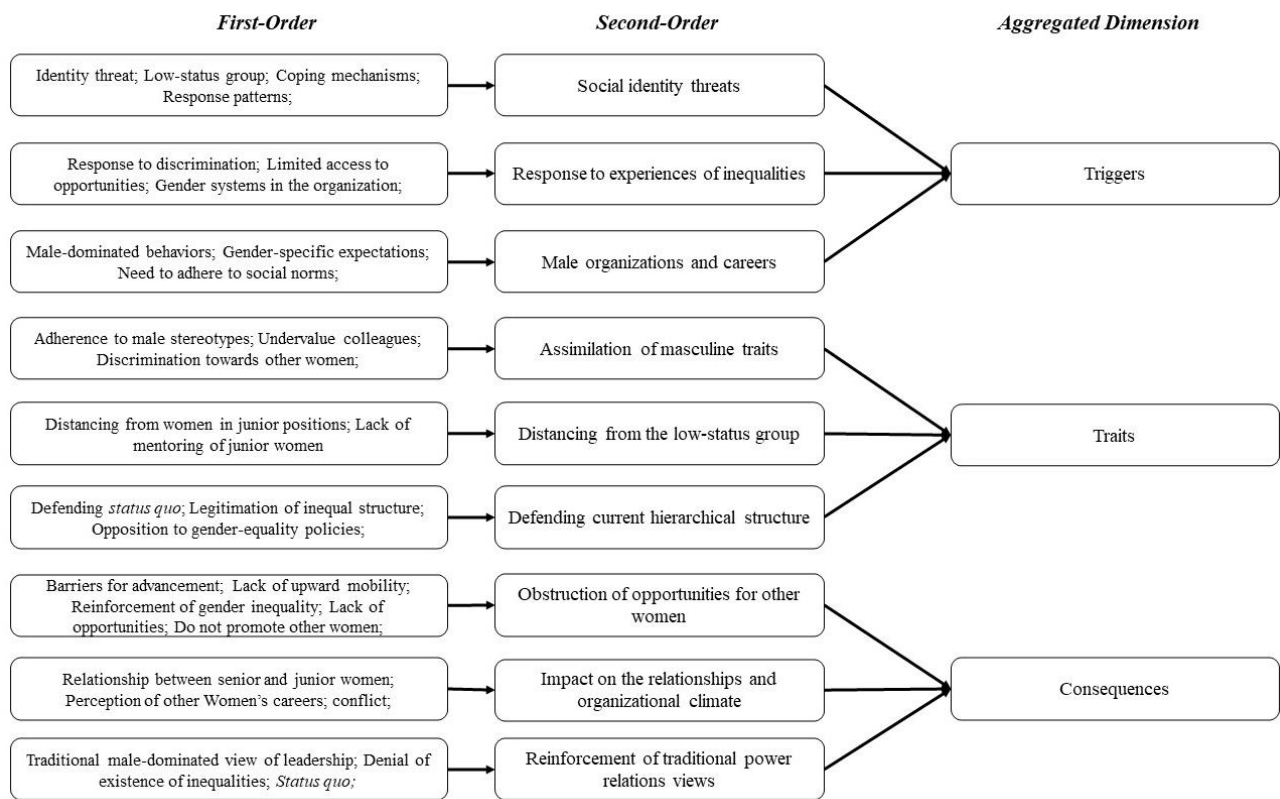 First-Order
Second-Order
Aggregated Dimension
Identity threat; Low-status group; Coping mechanisms;
Response patterns;
Social identity threats
Response to discrimination; Limited access to
opportunities; Gender systems in the organization;
Response to experiences of inequalities
Triggers
Male-dominated behaviors; Gender-specific expectations;
Need to adhere to social norms;
Male organizations and careers
Adherence to male stereotypes; Undervalue colleagues;
Discrimination towards other women;
Assimilation of masculine traits
Distancing from women in junior positions; Lack of
mentoring of junior women
Distancing from the low-status group
Traits
Defending status quo; Legitimation of inequal structure;
Opposition to gender-equality policies;
Defending current hierarchical structure
Barriers for advancement; Lack of upward mobility;
Reinforcement of gender inequality; Lack of
opportunities; Do not promote other women;
Obstruction of opportunities for other
women
Relationship between senior and junior women;
Perception of other Women's careers; conflict;
Impact on the relationships and
organizational climate
Consequences
Traditional male-dominated view of leadership; Denial of
existence of inequalities; Status quo;
Reinforcement of traditional power
relations views